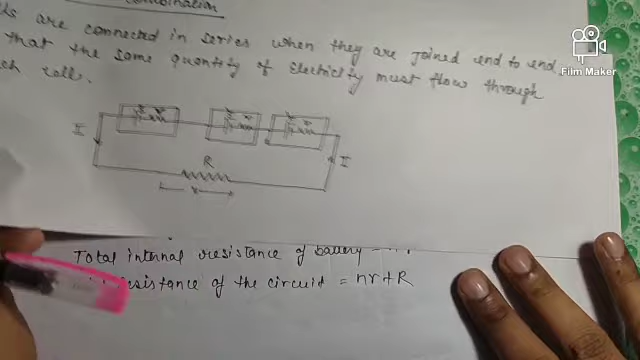 Combination
are connected in series when they are joined end to end
that the same quantity of Electricity must flow through
cell.
I
R
I
V
Total internal resistance of battery
resistance of the circuit = nr + R
Film Maker